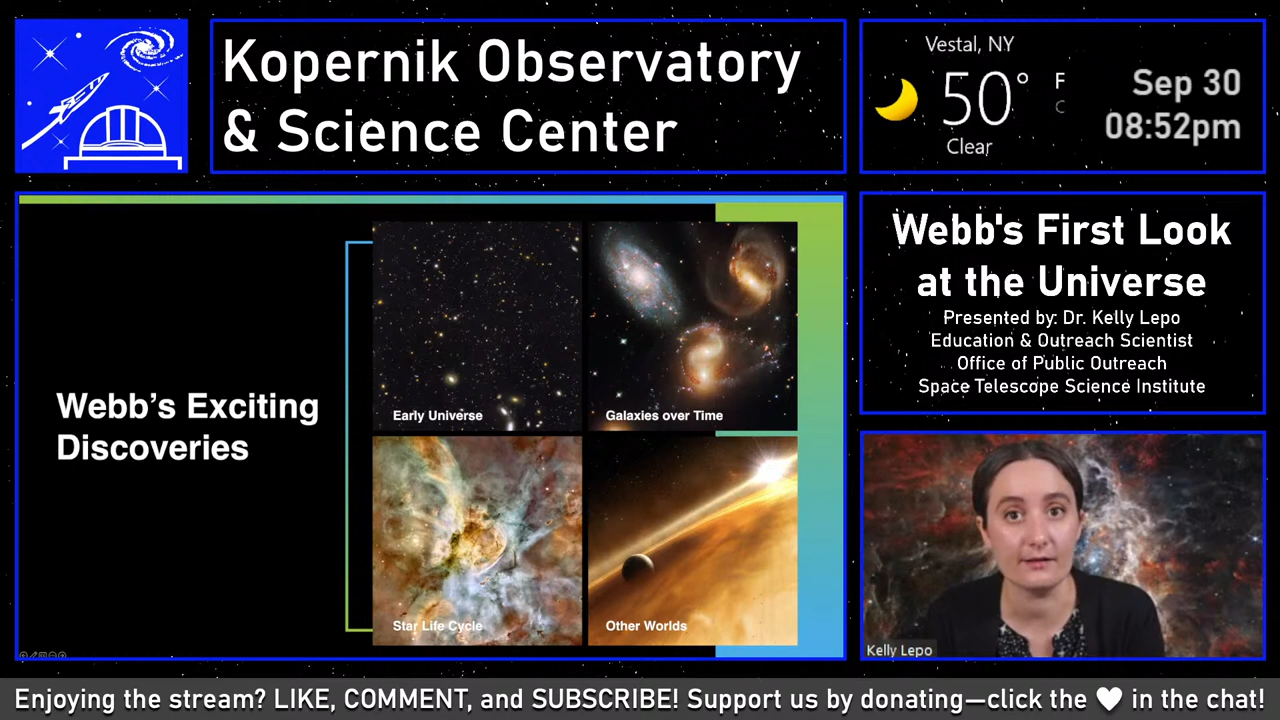 Kopernik Observatory
& Science Center
Vestal, NY
50°
F
C
Clear
Sep 30
08:52pm
Webb's First Look
at the Universe
Presented by: Dr. Kelly Lepo
Education & Outreach Scientist
Office of Public Outreach
Space Telescope Science Institute
Webb's Exciting
Discoveries
Early Universe
Galaxies over Time
Star Life Cycle
Other Worlds
Kelly Lepo
Enjoying the stream? LIKE, COMMENT, and SUBSCRIBE! Support us by donating—click the ♥ in the chat!